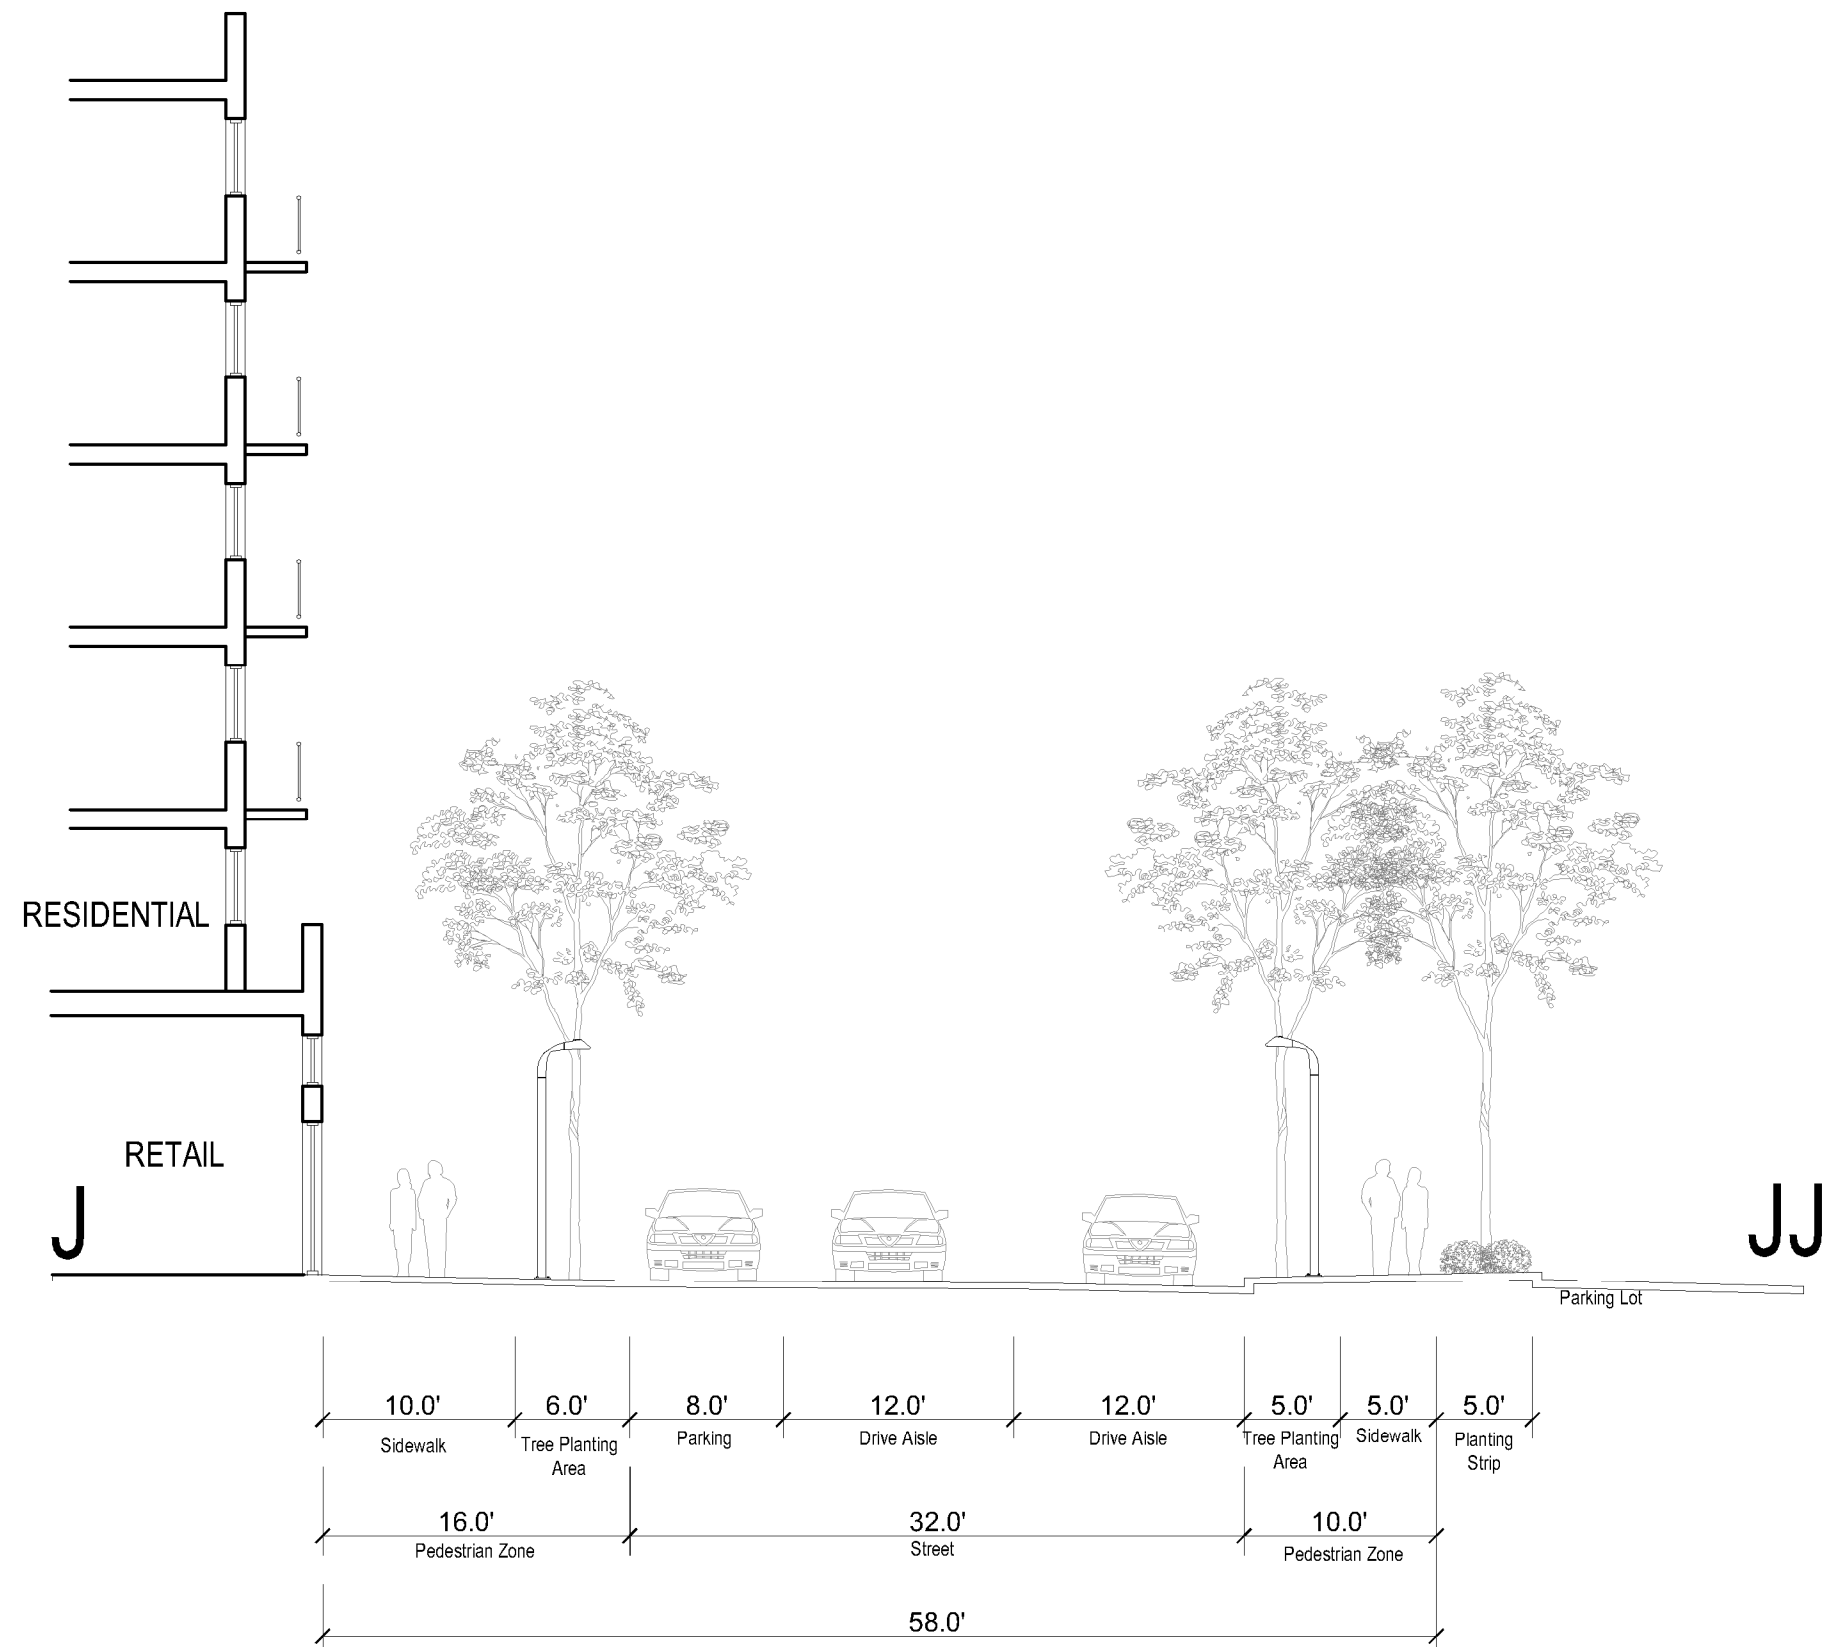 RESIDENTIAL
RETAIL
J
JJ
Parking Lot
10.0' 6.0' 8.0' 12.0' 12.0' 5.0' 5.0' 5.0'
Sidewalk Tree Planting Parking Drive Aisle Drive Aisle Tree Planting Sidewalk Planting
Area Area Strip
16.0' 32.0' 10.0'
Pedestrian Zone Street Pedestrian Zone
58.0'